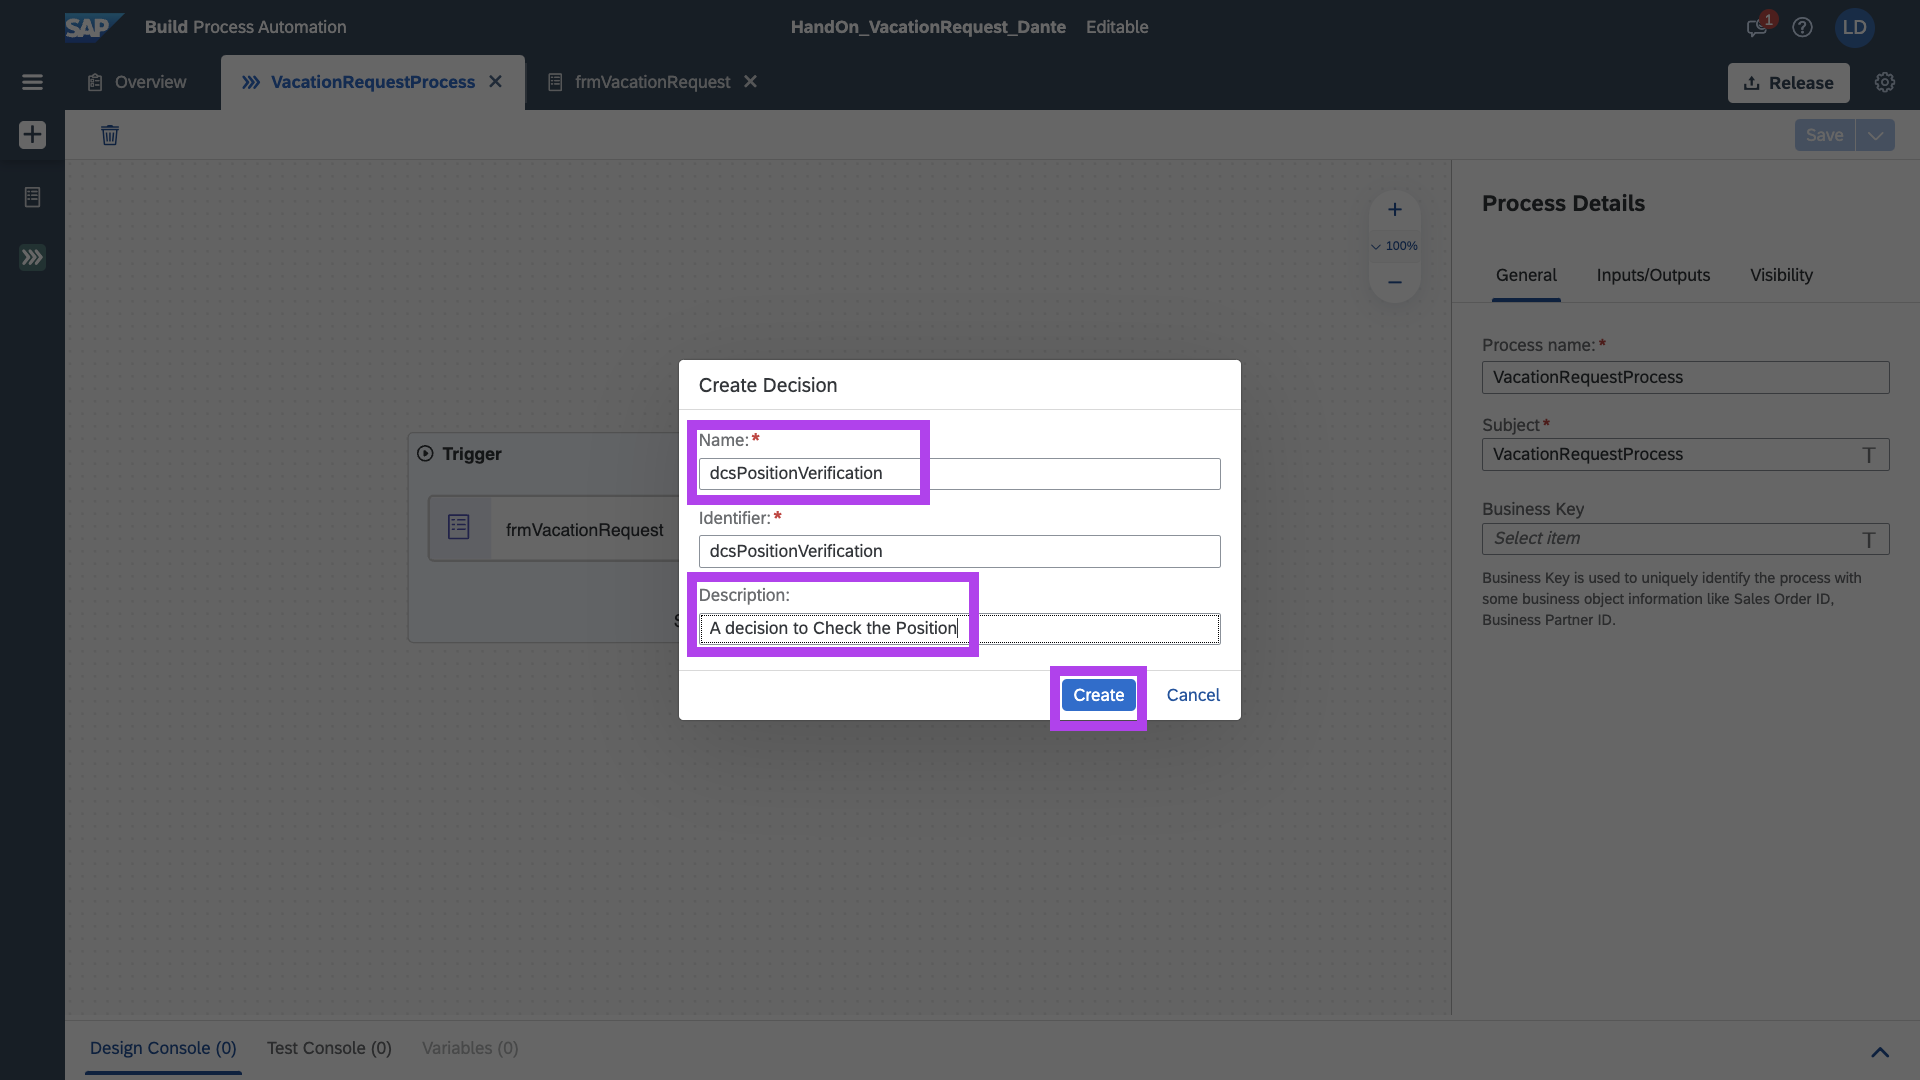 SAP Build Process Automation
HandOn_VacationRequest_Dante Editable
1
LD
Overview
VacationRequestProcess
frmVacationRequest
Release
Save
100%
Process Details
General Inputs/Outputs Visibility
Process name:*
VacationRequestProcess
Subject*
VacationRequestProcess
Business Key
Select item
Business Key is used to uniquely identify the process with
some business object information like Sales Order ID,
Business Partner ID.
Trigger
frmVacationRequest
Create Decision
Name:*
dcsPositionVerification
Identifier:*
dcsPositionVerification
Description:
A decision to Check the Position
Create Cancel
Design Console (0) Test Console (0) Variables (0)